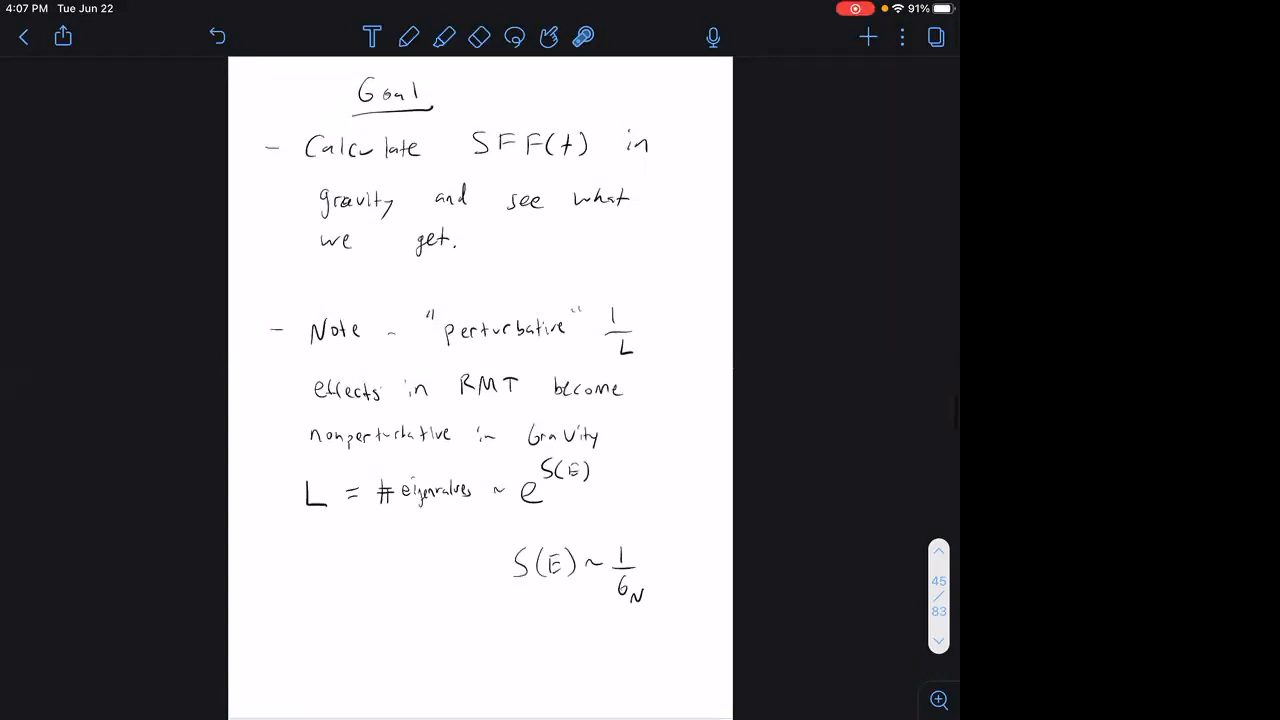 4:07 PM Tue Jun 22
91%
Goal
- Calculate SFF(t) in
gravity and see what
we get.
- Note - "perturbative" 1/L
effects in RMT become
nonperturbative in Gravity
L = # eigenvalues ~ e^S(E)
S(E) ~ 1/G_N
45
/
83